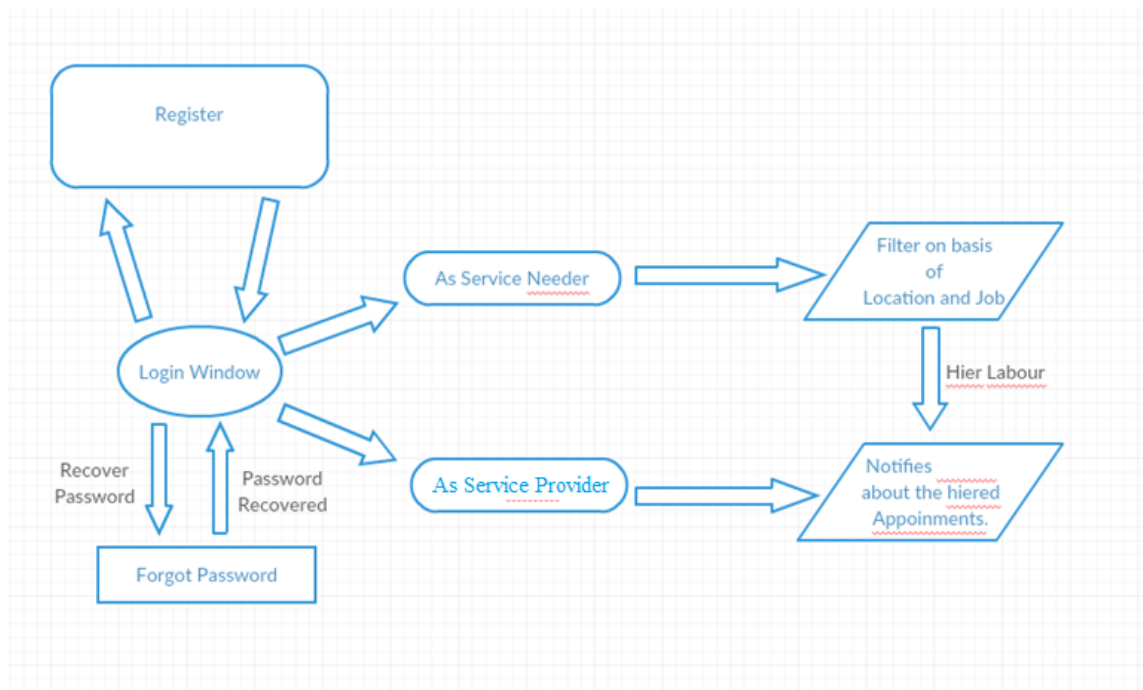 Register
As Service Needer
Filter on basis
of
Location and Job
Login Window
Hier Labour
Recover
Password
Password
Recovered
As Service Provider
Notifies
about the hiered
Appoinments.
Forgot Password